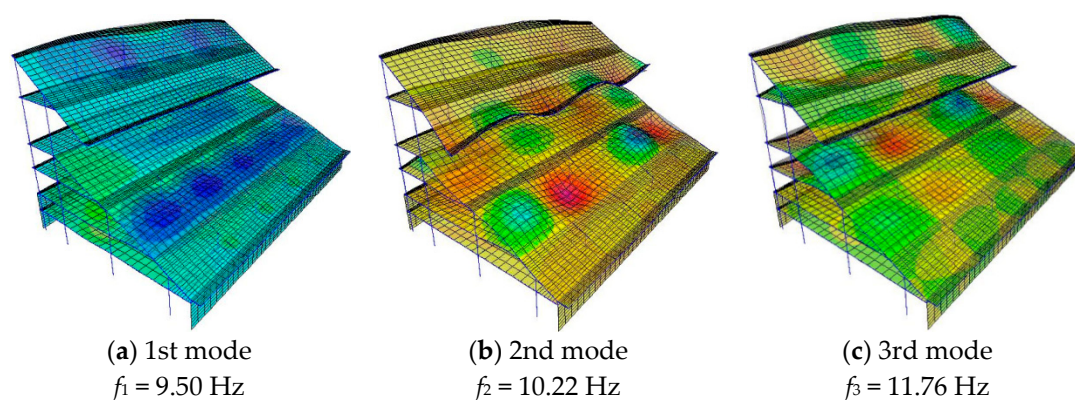 (a) 1st mode (b) 2nd mode (c) 3rd mode
f₁ = 9.50 Hz f₂ = 10.22 Hz f₃ = 11.76 Hz